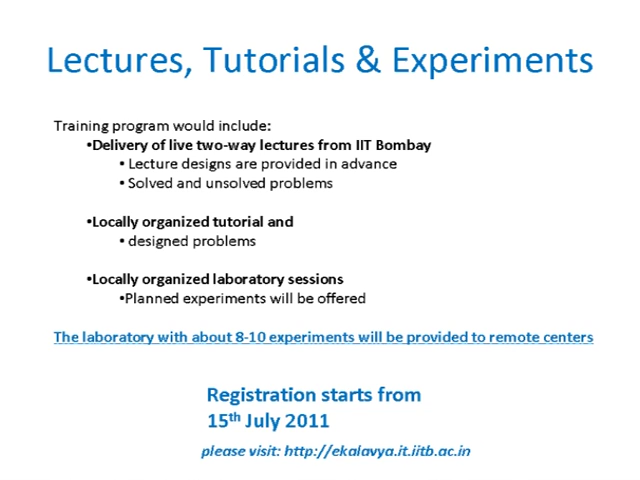 Lectures, Tutorials & Experiments
Training program would include:
•Delivery of live two-way lectures from IIT Bombay
• Lecture designs are provided in advance
• Solved and unsolved problems
•Locally organized tutorial and
• designed problems
•Locally organized laboratory sessions
•Planned experiments will be offered
The laboratory with about 8-10 experiments will be provided to remote centers
Registration starts from
15th July 2011
please visit: http://ekalavya.it.iitb.ac.in